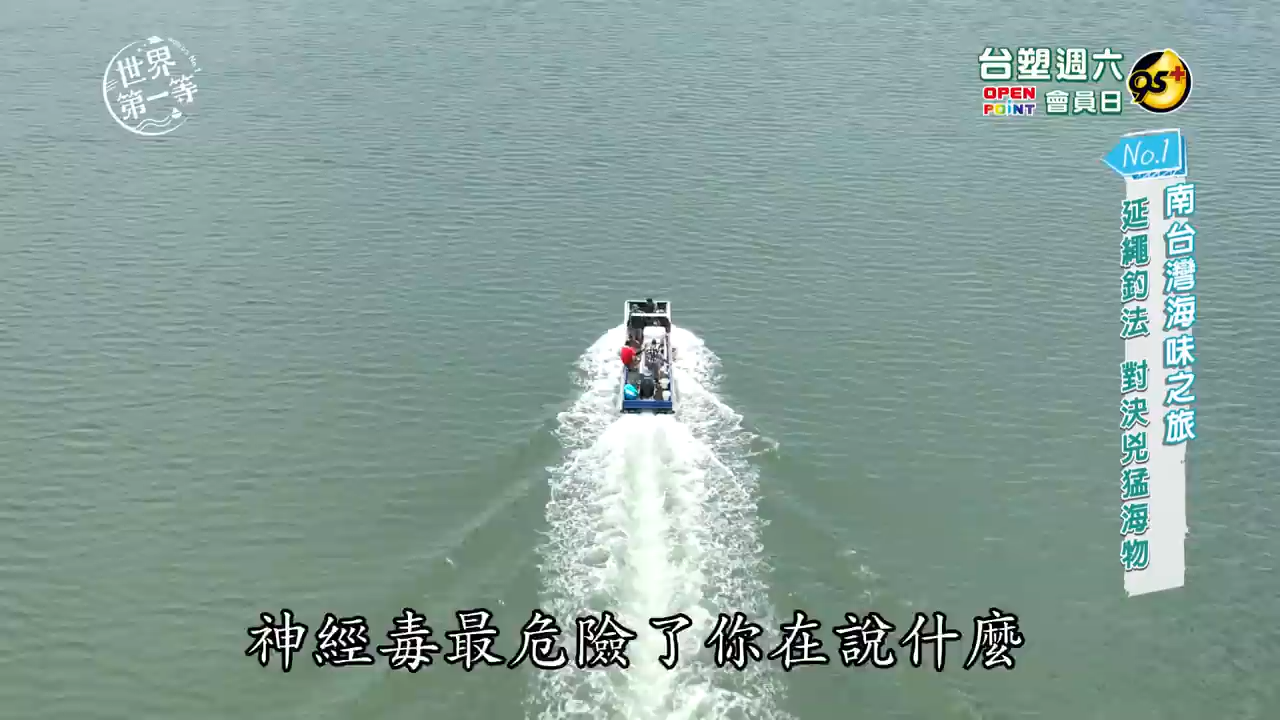 世界
第一等
台塑週六
OPEN
POiNT
會員日
95+
No.1
南台灣海味之旅
延繩釣法 對決兇猛海物
神經毒最危險了你在說什麼